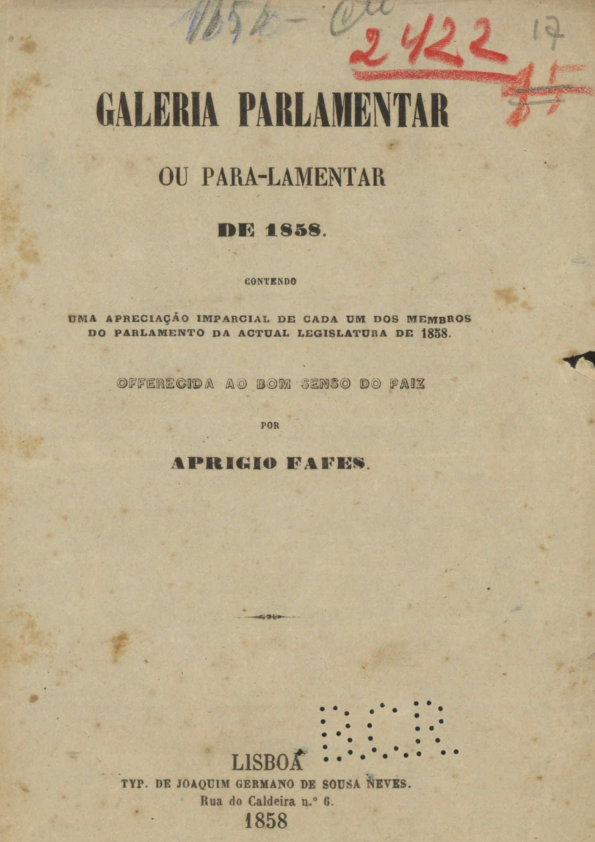 2422
17
GALERIA PARLAMENTAR
OU PARA-LAMENTAR
DE 1858.
CONTENDO
UMA APRECIAÇÃO IMPARCIAL DE CADA UM DOS MEMBROS
DO PARLAMENTO DA ACTUAL LEGISLATURA DE 1858.
OFFERECIDA AO BOM SENSO DO PAIZ
POR
APRIGIO FAFES.
B.C.R.
LISBOA
TYP. DE JOAQUIM GERMANO DE SOUSA NEVES.
Rua do Caldeira n.° 6.
1858